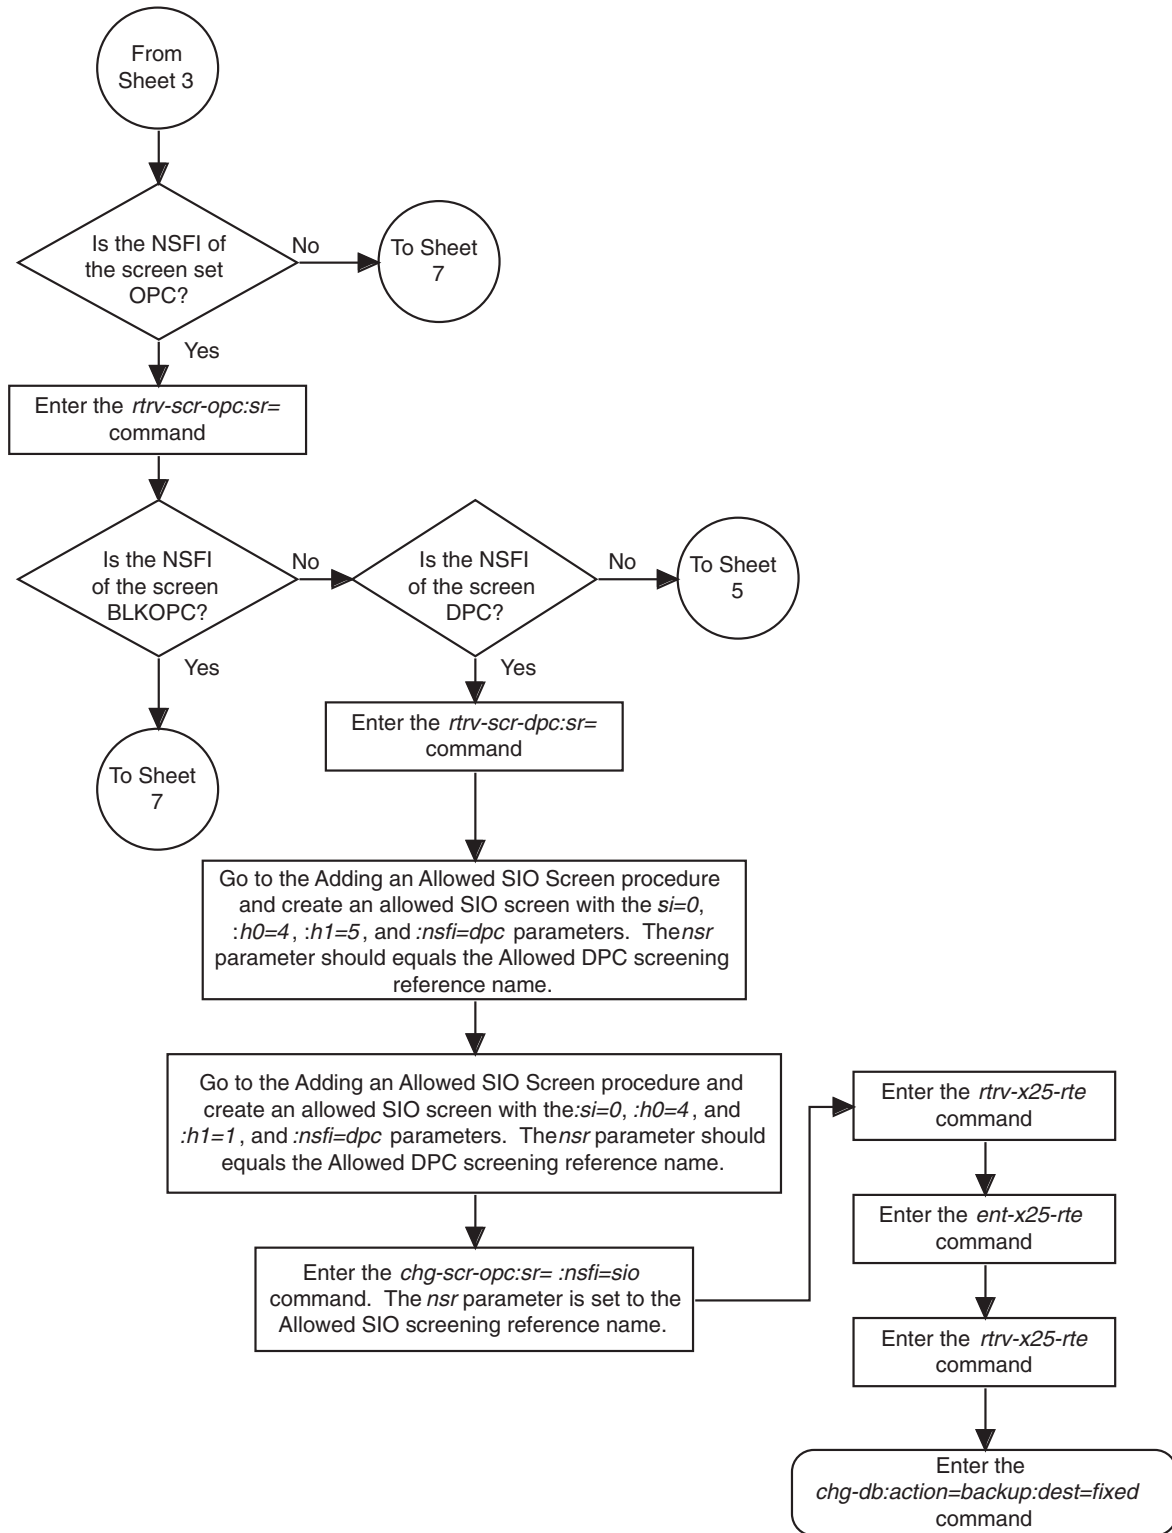 From
Sheet 3
Is the NSFI of
the screen set
OPC?
No
To Sheet
7
Yes
Enter the rtrv-scr-opc:sr=
command
Is the NSFI
of the screen
BLKOPC?
No
Is the NSFI
of the screen
DPC?
No
To Sheet
5
Yes
To Sheet
7
Yes
Enter the rtrv-scr-dpc:sr=
command
Go to the Adding an Allowed SIO Screen procedure
and create an allowed SIO screen with the si=0,
:h0=4, :h1=5, and :nsfi=dpc parameters. The nsr
parameter should equals the Allowed DPC screening
reference name.
Go to the Adding an Allowed SIO Screen procedure and
create an allowed SIO screen with the:si=0, :h0=4, and
:h1=1, and :nsfi=dpc parameters. The nsr parameter should
equals the Allowed DPC screening reference name.
Enter the chg-scr-opc:sr= :nsfi=sio
command. The nsr parameter is set to the
Allowed SIO screening reference name.
Enter the rtrv-x25-rte
command
Enter the ent-x25-rte
command
Enter the rtrv-x25-rte
command
Enter the
chg-db:action=backup:dest=fixed
command